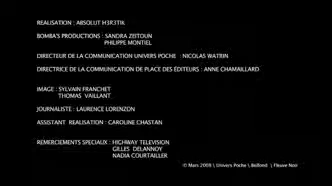 REALISATION : ABSOLUT H3R3TIK
BOMBA'S PRODUCTIONS : SANDRA ZEITOUN
PHILIPPE MONTIEL
DIRECTEUR DE LA COMMUNICATION UNIVERS POCHE : NICOLAS WATRIN
DIRECTRICE DE LA COMMUNICATION DE PLACE DES ÉDITEURS : ANNE CHAMAILLARD
IMAGE : SYLVAIN FRANCHET
THOMAS VAILLANT
JOURNALISTE : LAURENCE LORENZON
ASSISTANT REALISATION : CAROLINE CHASTAN
REMERCIEMENTS SPECIAUX : HIGHWAY TELEVISION
GILLES DELANNOY
NADIA COURTAILLER
© Mars 2009 \ Univers Poche \ Belfond \ Fleuve Noir